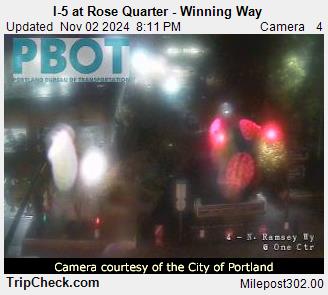 I-5 at Rose Quarter - Winning Way
Updated Nov 02 2024 8:11 PM Camera 4
PBOT
PORTLAND BUREAU OF TRANSPORTATION
4 - N. Ramsey Wy
@ One Ctr
Camera courtesy of the City of Portland
TripCheck.com Milepost302.00